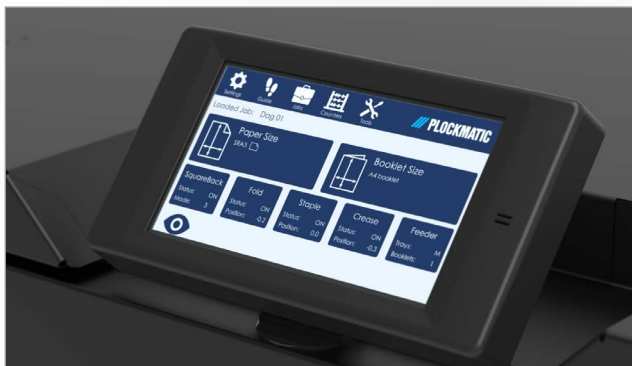 Settings
Guide
Jobs
Counters
Tools
PLOCKMATIC
Loaded Job: Dag 01
Paper Size
SRA3
Booklet Size
A4 booklet
SquareBack
Status: ON
Mode: 3
Fold
Status: ON
Position: 0.2
Staple
Status: ON
Position: 0.0
Crease
Status: ON
Position: -0.3
Feeder
Trays: M
Booklets: 1